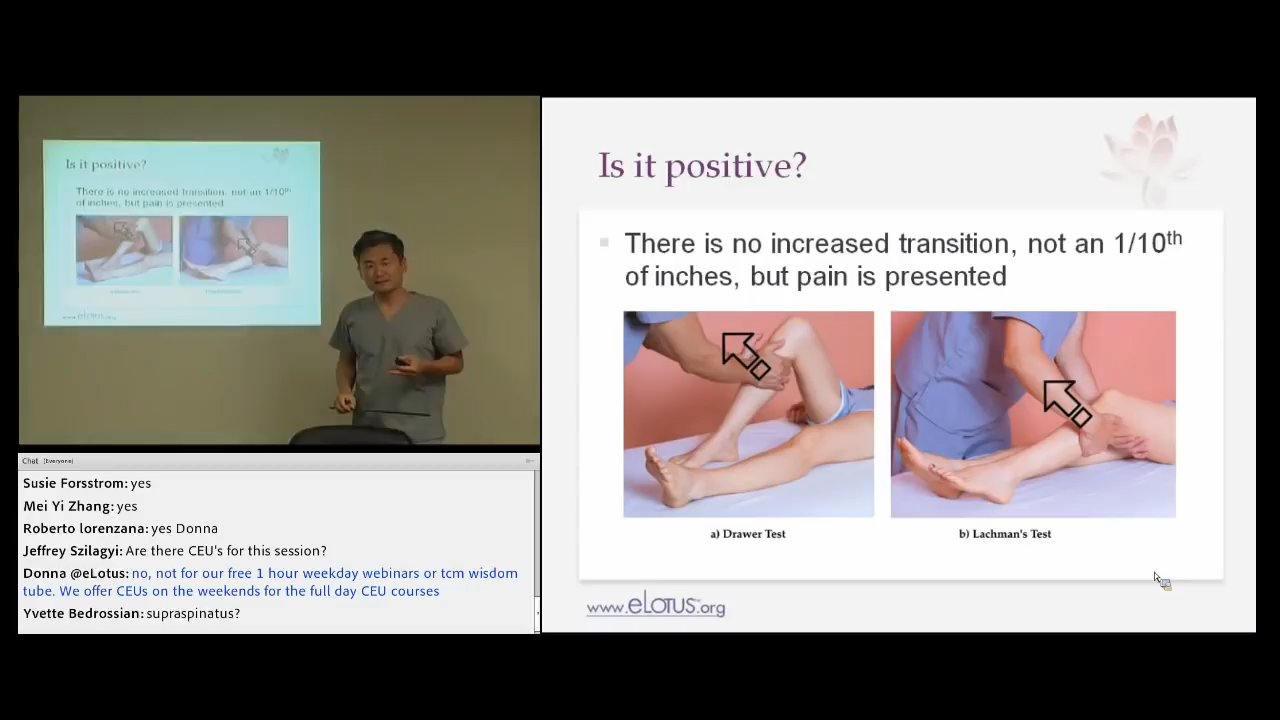 Is it positive?
There is no increased transition, not an 1/10th
of inches, but pain is presented
www.eLotus.org
Is it positive?
There is no increased transition, not an 1/10th
of inches, but pain is presented
a) Drawer Test
b) Lachman's Test
www.eLotus.org
Chat (Everyone)
Susie Forsstrom: yes
Mei Yi Zhang: yes
Roberto lorenzana: yes Donna
Jeffrey Szilagyi: Are there CEU's for this session?
Donna @eLotus: no, not for our free 1 hour weekday webinars or tcm wisdom
tube. We offer CEUs on the weekends for the full day CEU courses
Yvette Bedrossian: supraspinatus?